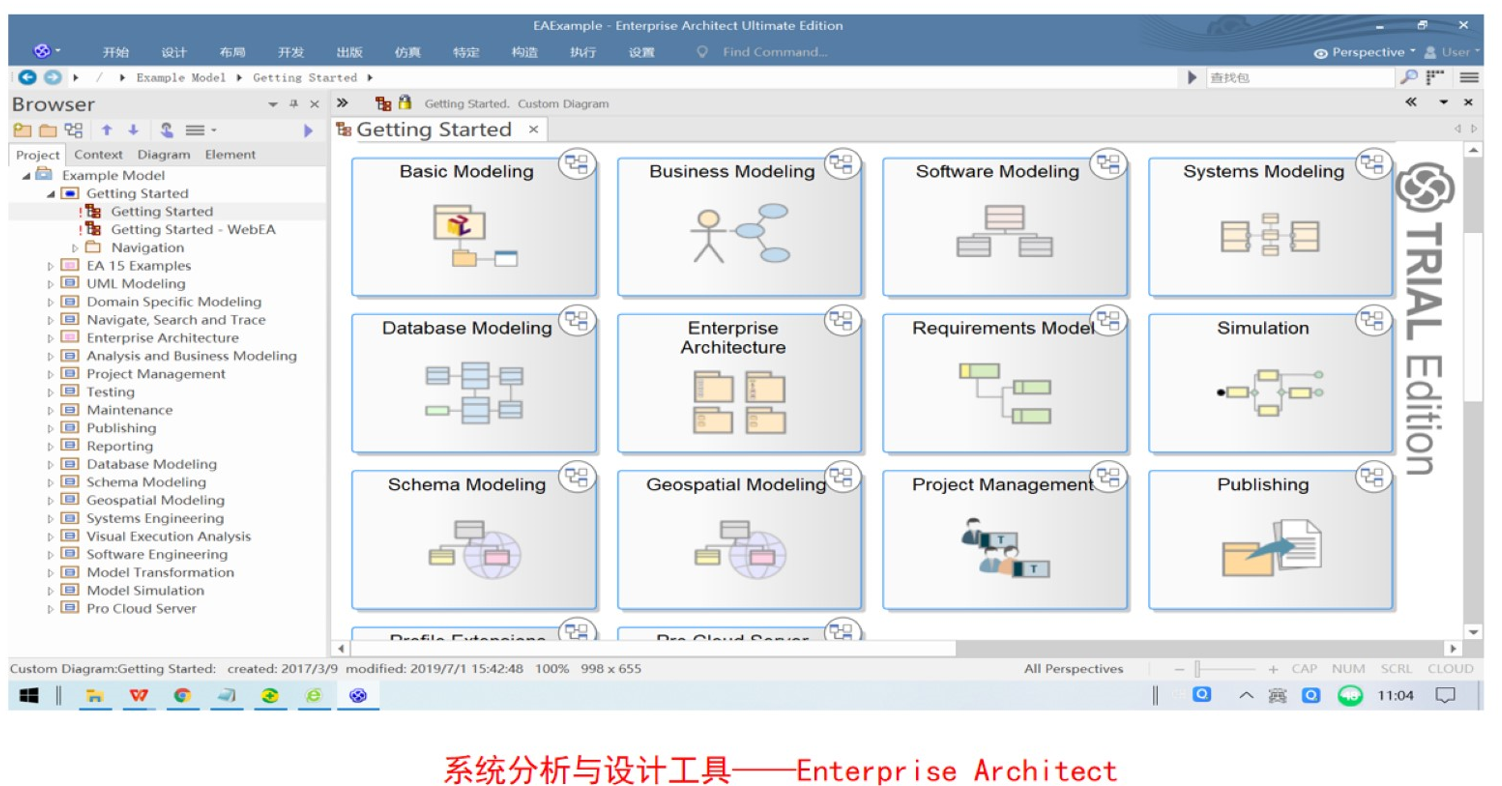 EAExample - Enterprise Architect Ultimate Edition
开始 设计 布局 开发 出版 仿真 特定 构造 执行 设置 Find Command... Perspective User
/ Example Model Getting Started 查找包
Browser
Getting Started. Custom Diagram
Getting Started
Project Context Diagram Element
Example Model
Getting Started
Getting Started
Getting Started - WebEA
Navigation
EA 15 Examples
UML Modeling
Domain Specific Modeling
Navigate, Search and Trace
Enterprise Architecture
Analysis and Business Modeling
Project Management
Testing
Maintenance
Publishing
Reporting
Database Modeling
Schema Modeling
Geospatial Modeling
Systems Engineering
Visual Execution Analysis
Software Engineering
Model Transformation
Model Simulation
Pro Cloud Server
Basic Modeling
Business Modeling
Software Modeling
Systems Modeling
Database Modeling
Enterprise
Architecture
Requirements Model
Simulation
Schema Modeling
Geospatial Modeling
Project Management
Publishing
Profile Extensions
Pro Cloud Server
TRIAL Edition
Custom Diagram:Getting Started: created: 2017/3/9 modified: 2019/7/1 15:42:48 100% 998 x 655
All Perspectives − + CAP NUM SCRL CLOUD
11:04
系统分析与设计工具——Enterprise Architect